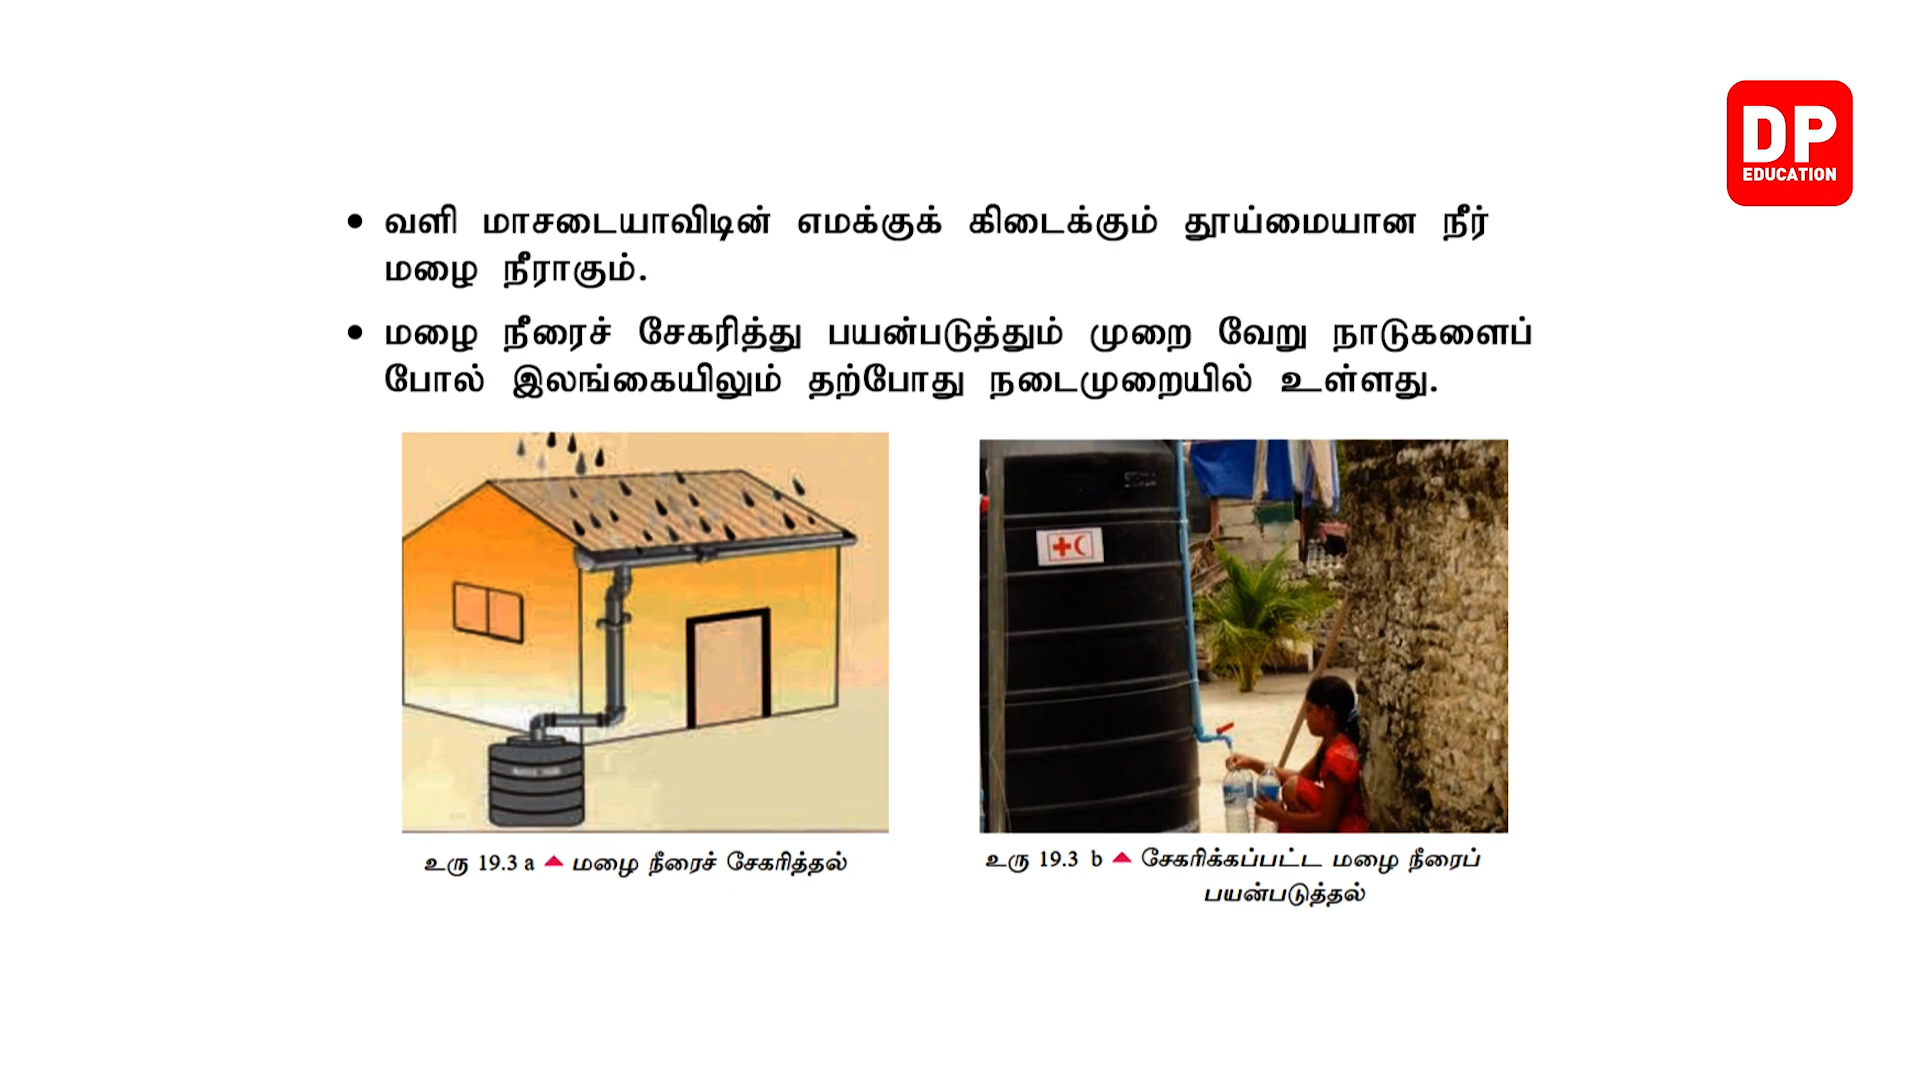 DP
EDUCATION
• வளி மாசடையாவிடின் எமக்குக் கிடைக்கும் தூய்மையான நீர்
மழை நீராகும்.
• மழை நீரைச் சேகரித்து பயன்படுத்தும் முறை வேறு நாடுகளைப்
போல் இலங்கையிலும் தற்போது நடைமுறையில் உள்ளது.
உரு 19.3 a ▲ மழை நீரைச் சேகரித்தல்
உரு 19.3 b ▲ சேகரிக்கப்பட்ட மழை நீரைப்
பயன்படுத்தல்